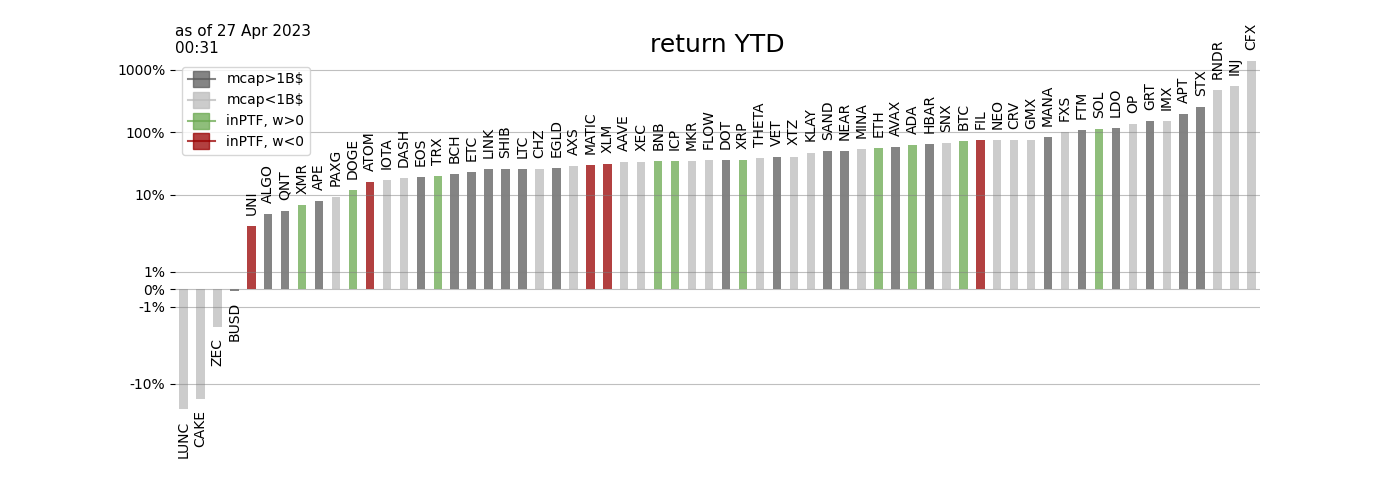 as of 27 Apr 2023
00:31
return YTD
mcap>1B$
mcap<1B$
inPTF, w>0
inPTF, w<0
1000%
100%
10%
1%
0%
-1%
-10%
LUNC
CAKE
ZEC
BUSD
UNI
ALGO
QNT
XMR
APE
PAXG
DOGE
ATOM
IOTA
DASH
EOS
TRX
BCH
ETC
LINK
SHIB
LTC
CHZ
EGLD
AXS
MATIC
XLM
AAVE
XEC
BNB
ICP
MKR
FLOW
DOT
XRP
THETA
VET
XTZ
KLAY
SAND
NEAR
MINA
ETH
AVAX
ADA
HBAR
SNX
BTC
FIL
NEO
CRV
GMX
MANA
FXS
FTM
SOL
LDO
OP
GRT
IMX
APT
STX
RNDR
INJ
CFX